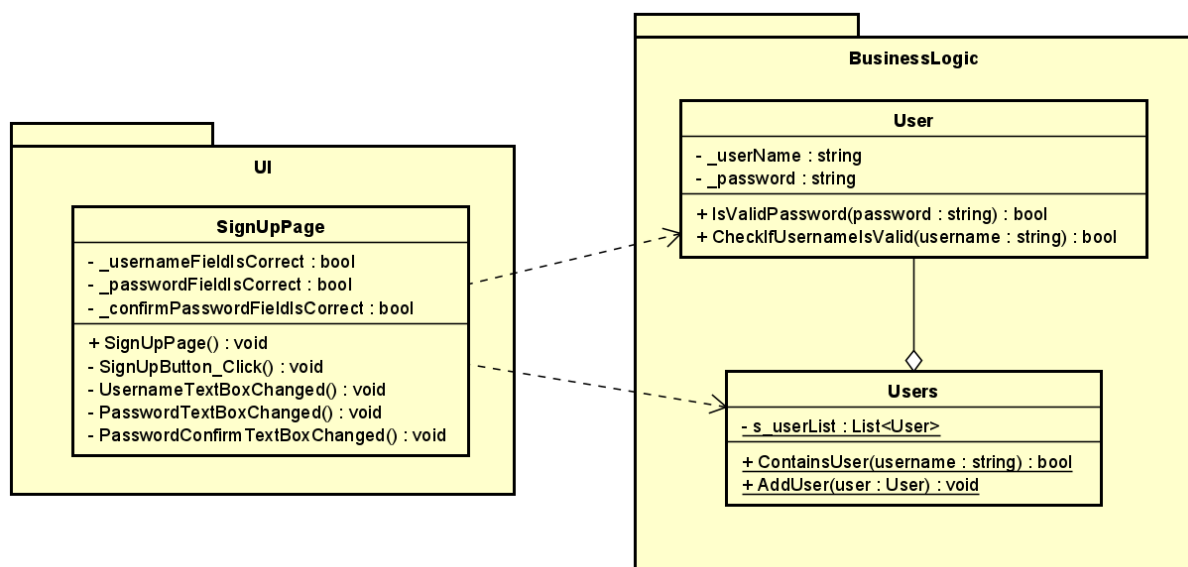 UI
SignUpPage
- _usernameFieldIsCorrect : bool
- _passwordFieldIsCorrect : bool
- _confirmPasswordFieldIsCorrect : bool
+ SignUpPage() : void
- SignUpButton_Click() : void
- UsernameTextBoxChanged() : void
- PasswordTextBoxChanged() : void
- PasswordConfirmTextBoxChanged() : void
BusinessLogic
User
- _userName : string
- _password : string
+ IsValidPassword(password : string) : bool
+ CheckIfUsernameIsValid(username : string) : bool
Users
- s_userList : List<User>
+ ContainsUser(username : string) : bool
+ AddUser(user : User) : void